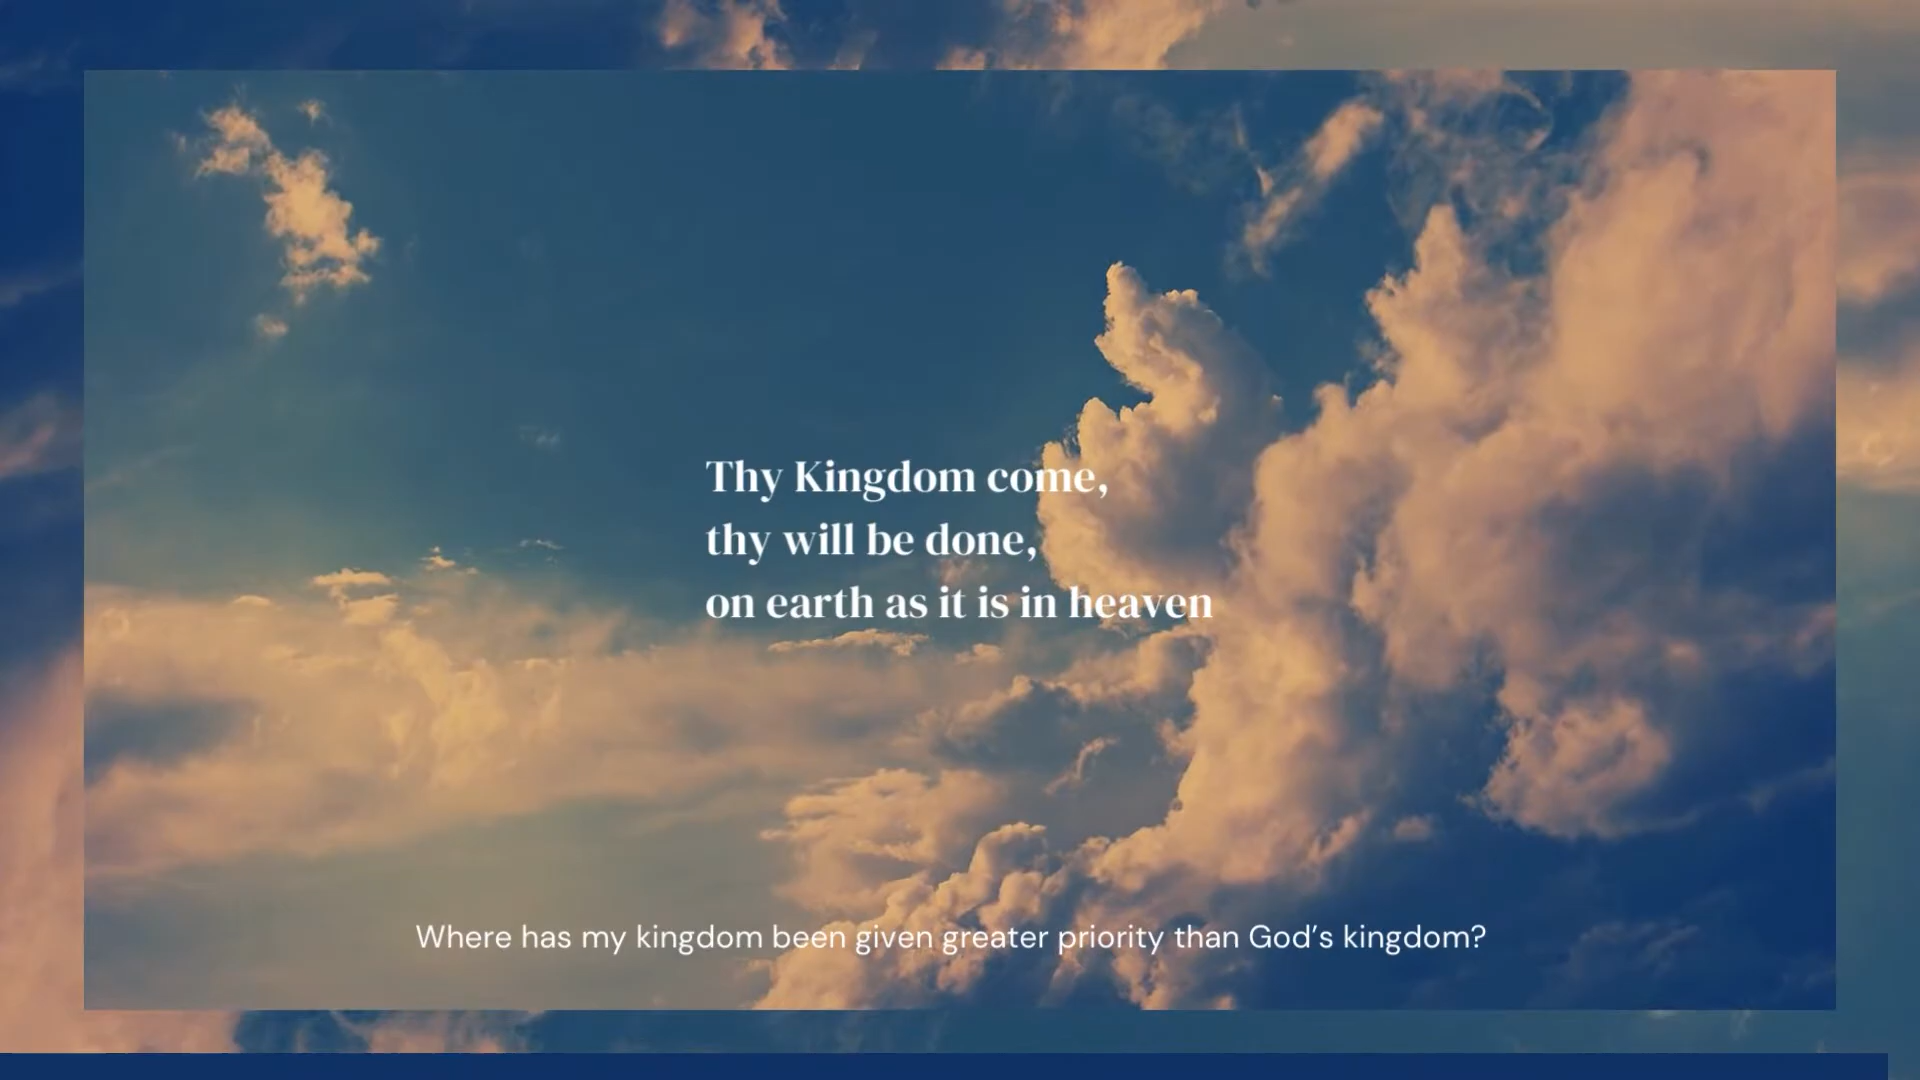 Thy Kingdom come,
thy will be done,
on earth as it is in heaven
Where has my kingdom been given greater priority than God’s kingdom?